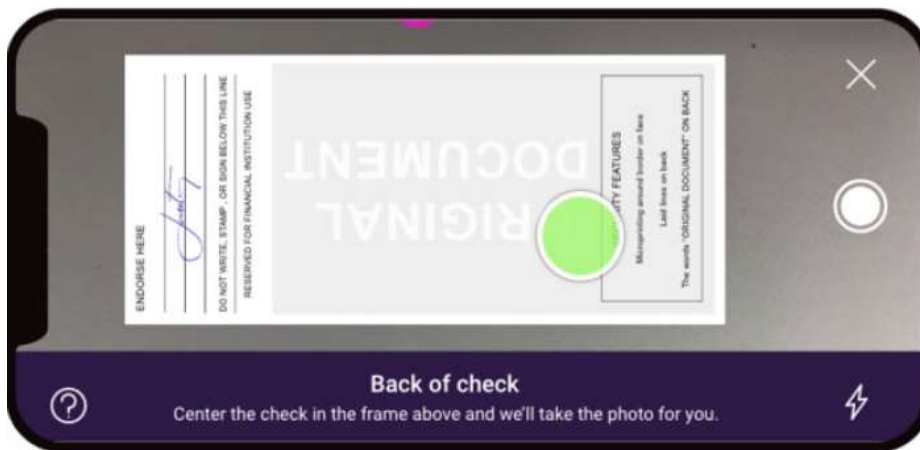 ENDORSE HERE
DO NOT WRITE, STAMP , OR SIGN BELOW THIS LINE
RESERVED FOR FINANCIAL INSTITUTION USE
DOCUMENT
FEATURES
Microprinting around border on face
Last lines on back
The words "ORIGINAL DOCUMENT" ON BACK
Back of check
Center the check in the frame above and we'll take the photo for you.